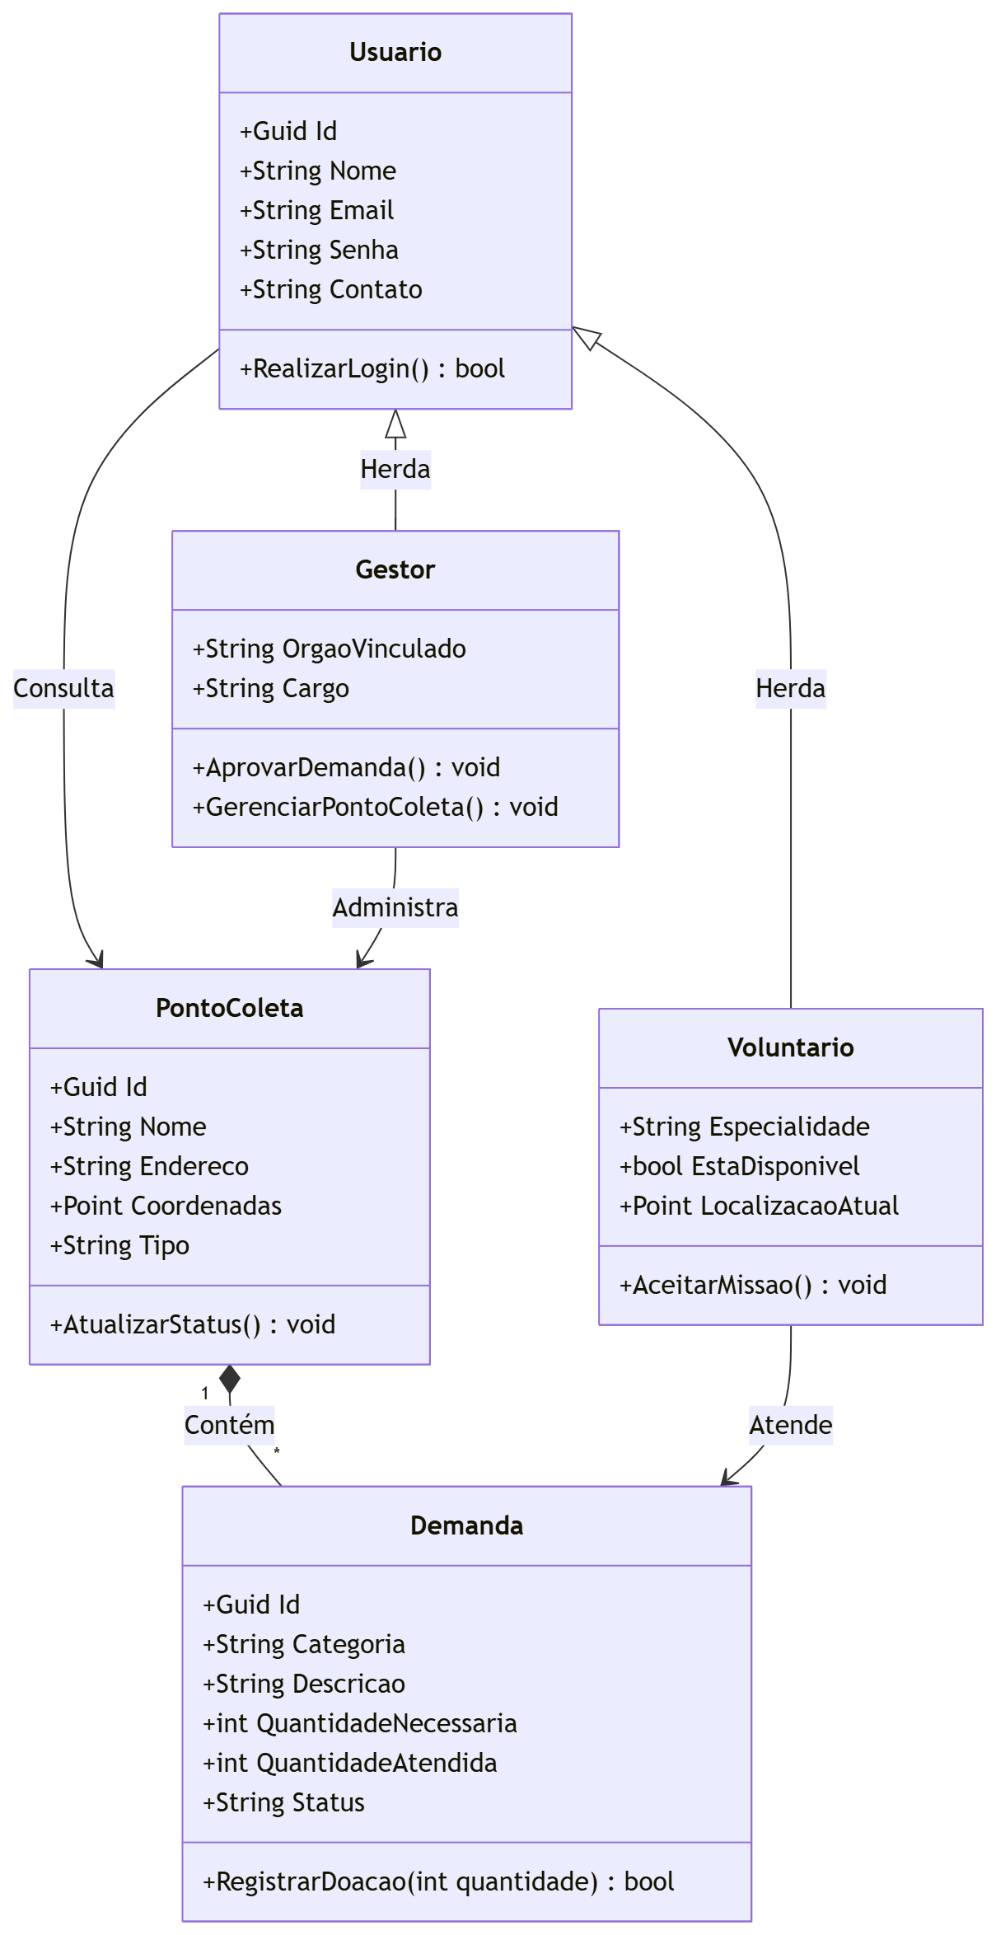 Usuario
+Guid Id
+String Nome
+String Email
+String Senha
+String Contato
+RealizarLogin() : bool
Herda
Gestor
+String OrgaoVinculado
+String Cargo
+AprovarDemanda() : void
+GerenciarPontoColeta() : void
Consulta
Herda
Administra
PontoColeta
+Guid Id
+String Nome
+String Endereco
+Point Coordenadas
+String Tipo
+AtualizarStatus() : void
Voluntario
+String Especialidade
+bool EstaDisponivel
+Point LocalizacaoAtual
+AceitarMissao() : void
1
Contém
*
Atende
Demanda
+Guid Id
+String Categoria
+String Descricao
+int QuantidadeNecessaria
+int QuantidadeAtendida
+String Status
+RegistrarDoacao(int quantidade) : bool